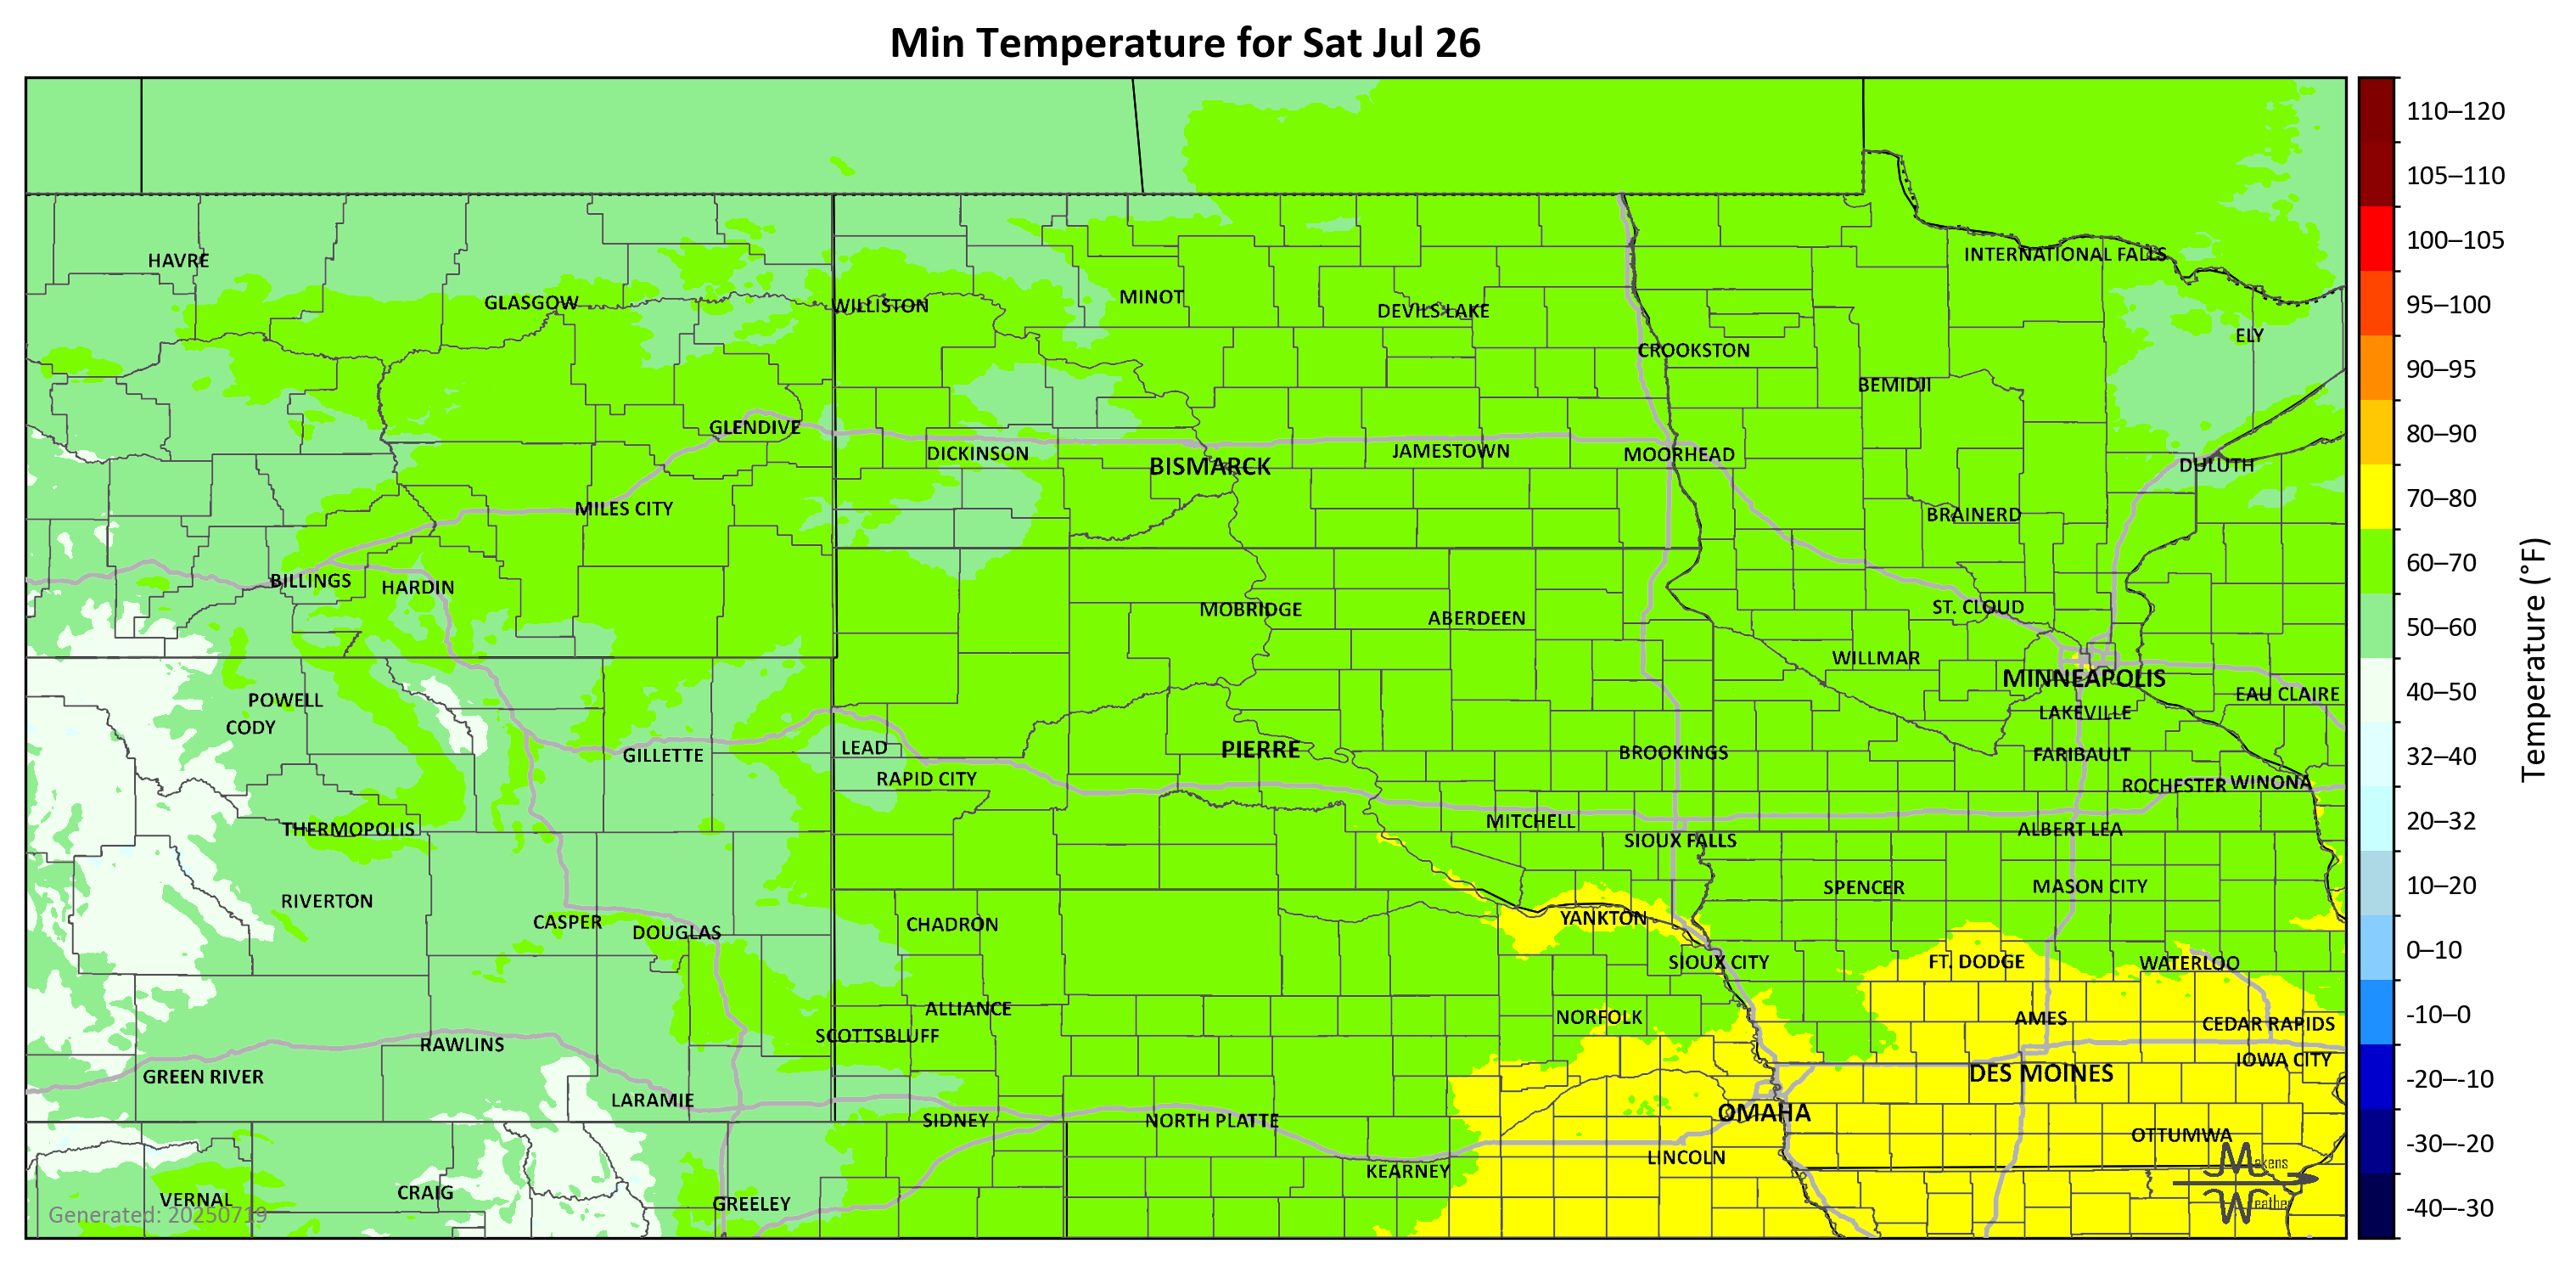 Min Temperature for Sat Jul 26
110–120
105–110
100–105
95–100
90–95
80–90
70–80
60–70
50–60
40–50
32–40
20–32
10–20
0–10
-10–0
-20–-10
-30–-20
-40–-30
Temperature (°F)
HAVRE
GLASGOW
WILLISTON
MINOT
DEVILS LAKE
INTERNATIONAL FALLS
ELY
CROOKSTON
BEMIDJI
GLENDIVE
DICKINSON
BISMARCK
JAMESTOWN
MOORHEAD
DULUTH
MILES CITY
BRAINERD
BILLINGS
HARDIN
MOBRIDGE
ABERDEEN
ST. CLOUD
WILLMAR
MINNEAPOLIS
EAU CLAIRE
POWELL
CODY
LAKEVILLE
GILLETTE
LEAD
RAPID CITY
PIERRE
BROOKINGS
FARIBAULT
ROCHESTER
WINONA
THERMOPOLIS
MITCHELL
SIOUX FALLS
ALBERT LEA
RIVERTON
SPENCER
MASON CITY
CASPER
DOUGLAS
CHADRON
YANKTON
SIOUX CITY
FT. DODGE
WATERLOO
ALLIANCE
NORFOLK
AMES
CEDAR RAPIDS
SCOTTSBLUFF
RAWLINS
IOWA CITY
GREEN RIVER
DES MOINES
LARAMIE
SIDNEY
NORTH PLATTE
OMAHA
OTTUMWA
LINCOLN
KEARNEY
VERNAL
CRAIG
GREELEY
Makens
Weather
Generated: 20250719